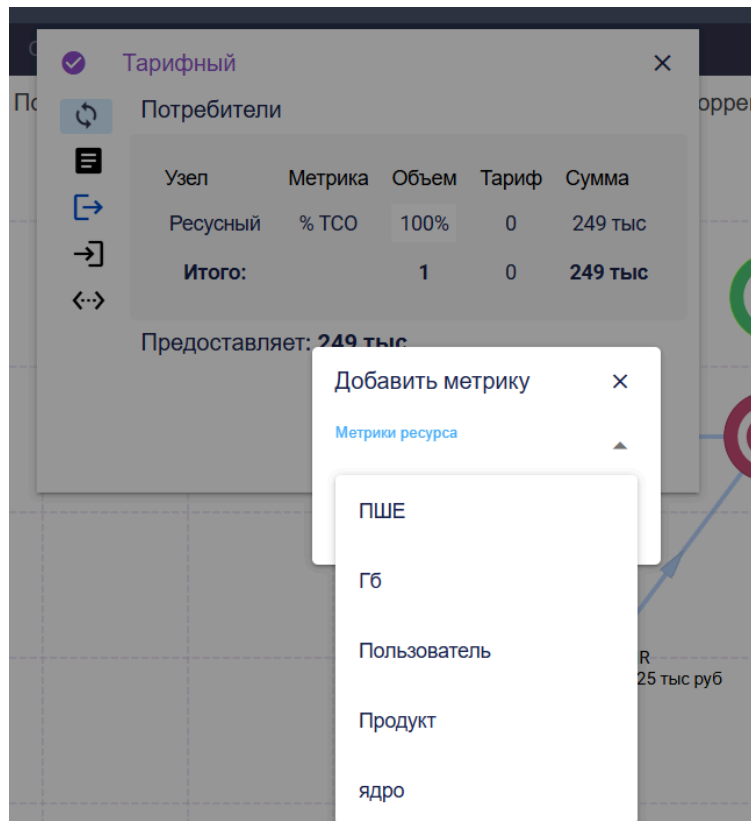 Тарифный
Потребители
Узел Метрика Объем Тариф Сумма
Ресусный % TCO 100% 0 249 тыс
Итого: 1 0 249 тыс
Предоставляет: 249 тыс
Добавить метрику
Метрики ресурса
ПШЕ
Гб
Пользователь
Продукт
ядро
R
25 тыс руб